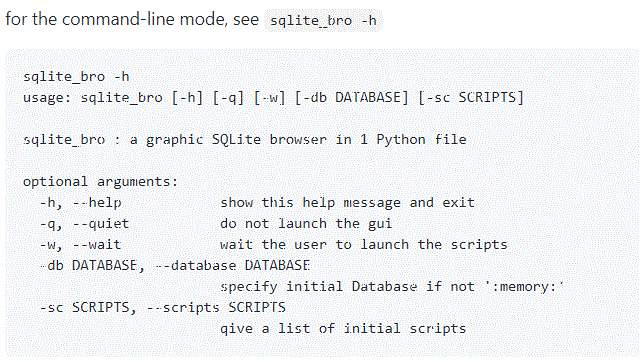 for the command-line mode, see sqlite_bro -h
sqlite_bro -h
usage: sqlite_bro [-h] [-q] [-w] [-db DATABASE] [-sc SCRIPTS]
sqlite_bro : a graphic SQLite browser in 1 Python file
optional arguments:
-h, --help show this help message and exit
-q, --quiet do not launch the gui
-w, --wait wait the user to launch the scripts
-db DATABASE, --database DATABASE
specify initial Database if not ':memory:'
-sc SCRIPTS, --scripts SCRIPTS
give a list of initial scripts